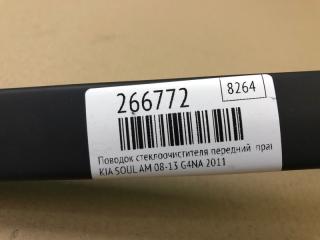 266772
8264
Поводок стеклоочистителя передний прав
KIA SOUL AM 08-13 G4NA 2011